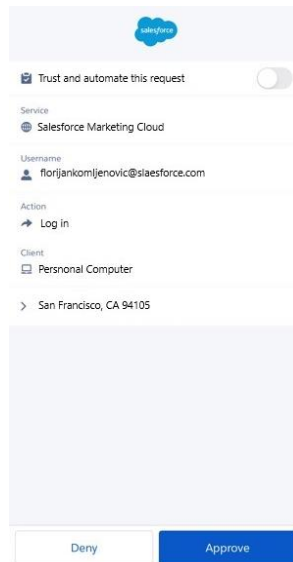 salesforce
Trust and automate this request
Service
Salesforce Marketing Cloud
Username
florijankomljenovic@slaesforce.com
Action
Log in
Client
Persnonal Computer
San Francisco, CA 94105
Deny Approve